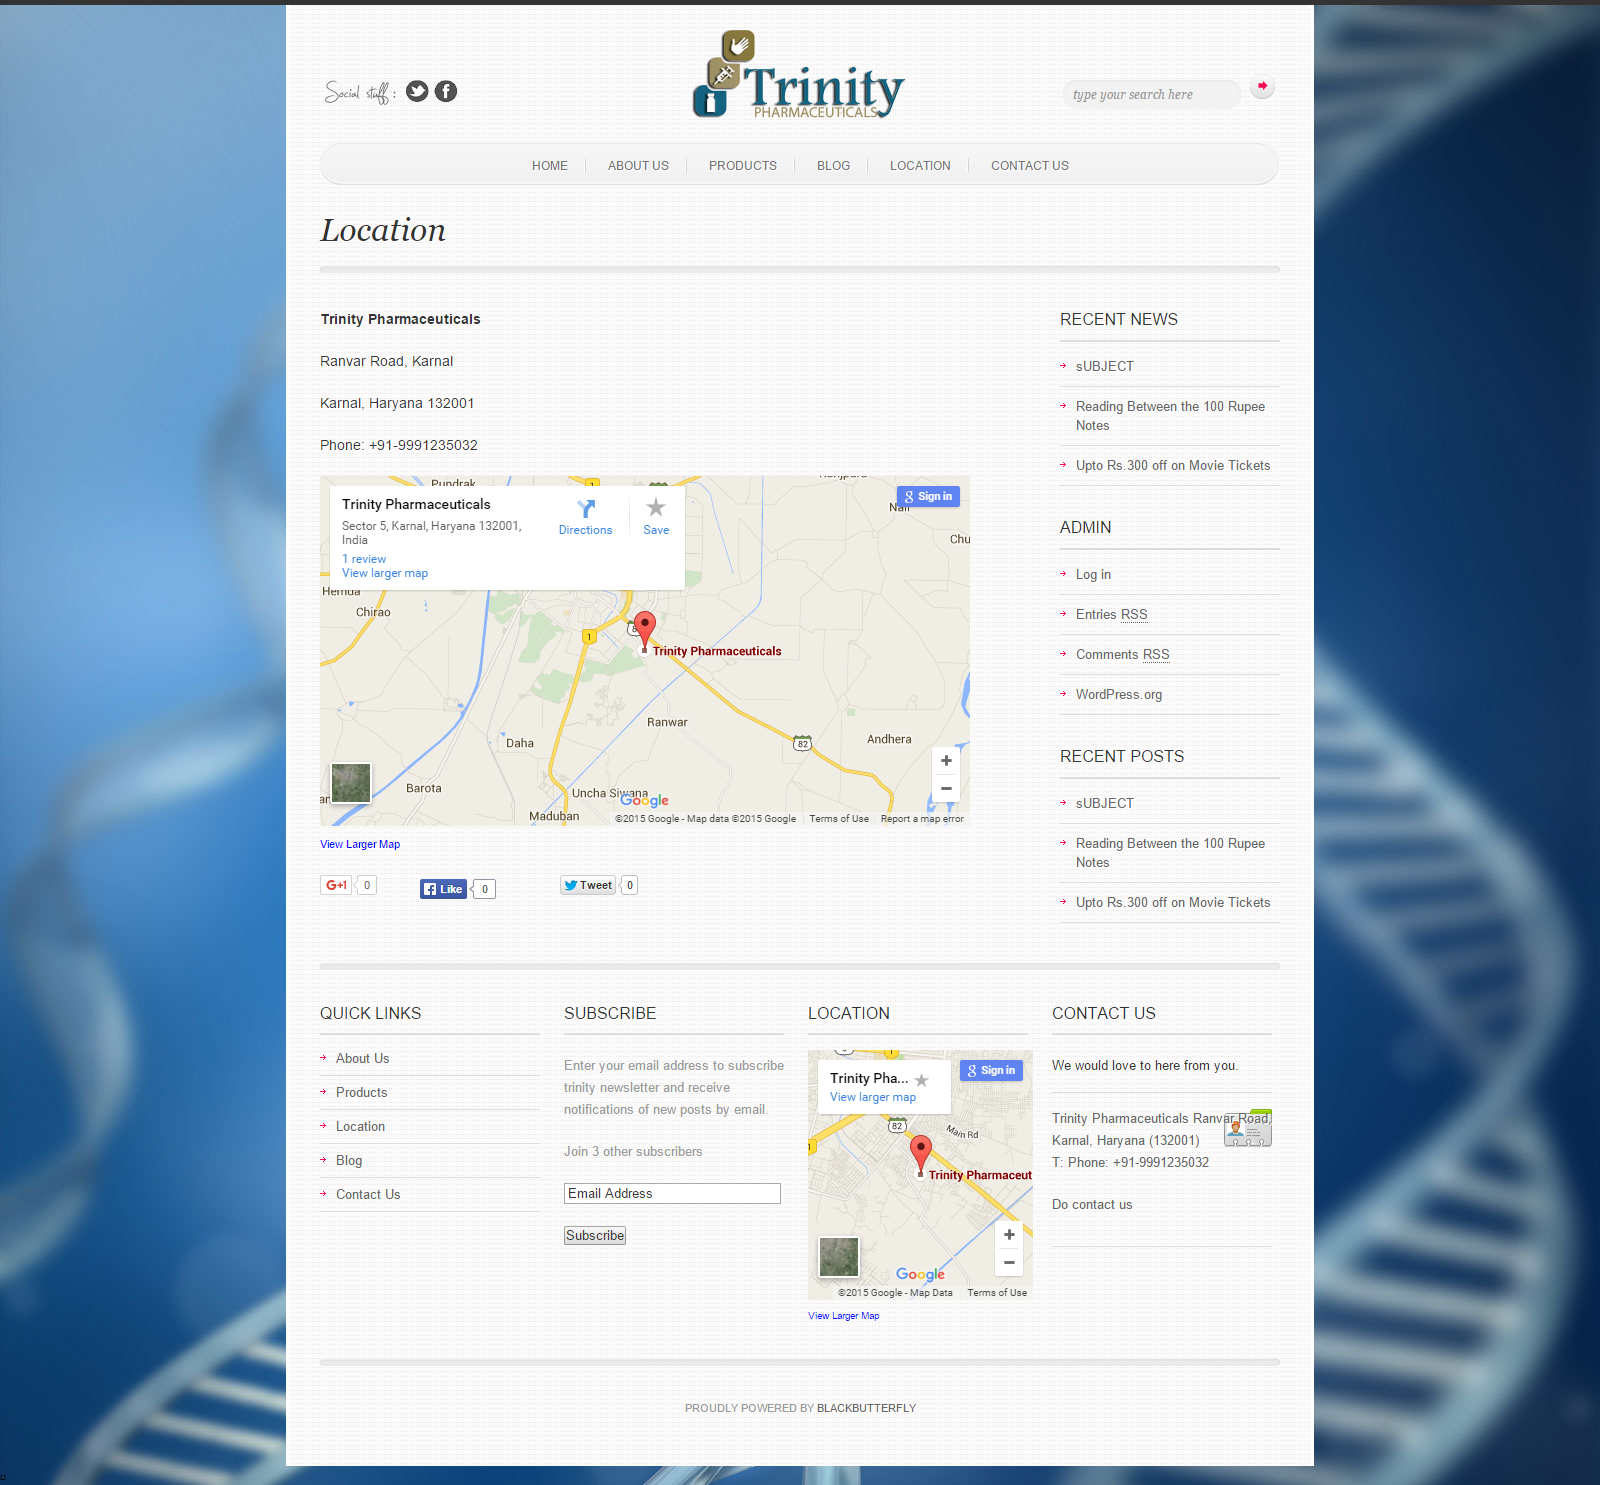 Social stuff :
Trinity
PHARMACEUTICALS
type your search here
HOME
ABOUT US
PRODUCTS
BLOG
LOCATION
CONTACT US
Location
Trinity Pharmaceuticals
Ranvar Road, Karnal
Karnal, Haryana 132001
Phone: +91-9991235032
Pundrak
1
Trinity Pharmaceuticals
Sector 5, Karnal, Haryana 132001,
India
1 review
View larger map
Directions
Save
Sign in
Chirao
1
Trinity Pharmaceuticals
Ranwar
Daha
82
Andhera
Barota
Uncha Siwana
Maduban
Google
©2015 Google - Map data ©2015 Google
Terms of Use
Report a map error
View Larger Map
G+1
0
Like
0
Tweet
0
RECENT NEWS
sUBJECT
Reading Between the 100 Rupee
Notes
Upto Rs.300 off on Movie Tickets
ADMIN
Log in
Entries RSS
Comments RSS
WordPress.org
RECENT POSTS
sUBJECT
Reading Between the 100 Rupee
Notes
Upto Rs.300 off on Movie Tickets
QUICK LINKS
About Us
Products
Location
Blog
Contact Us
SUBSCRIBE
Enter your email address to subscribe
trinity newsletter and receive
notifications of new posts by email.
Join 3 other subscribers
Email Address
Subscribe
LOCATION
Trinity Pha...
View larger map
Sign in
82
Main Rd
1
Trinity Pharmaceut
Google
©2015 Google - Map Data
Terms of Use
View Larger Map
CONTACT US
We would love to here from you.
Trinity Pharmaceuticals Ranvar Road,
Karnal, Haryana (132001)
T: Phone: +91-9991235032
Do contact us
PROUDLY POWERED BY BLACKBUTTERFLY